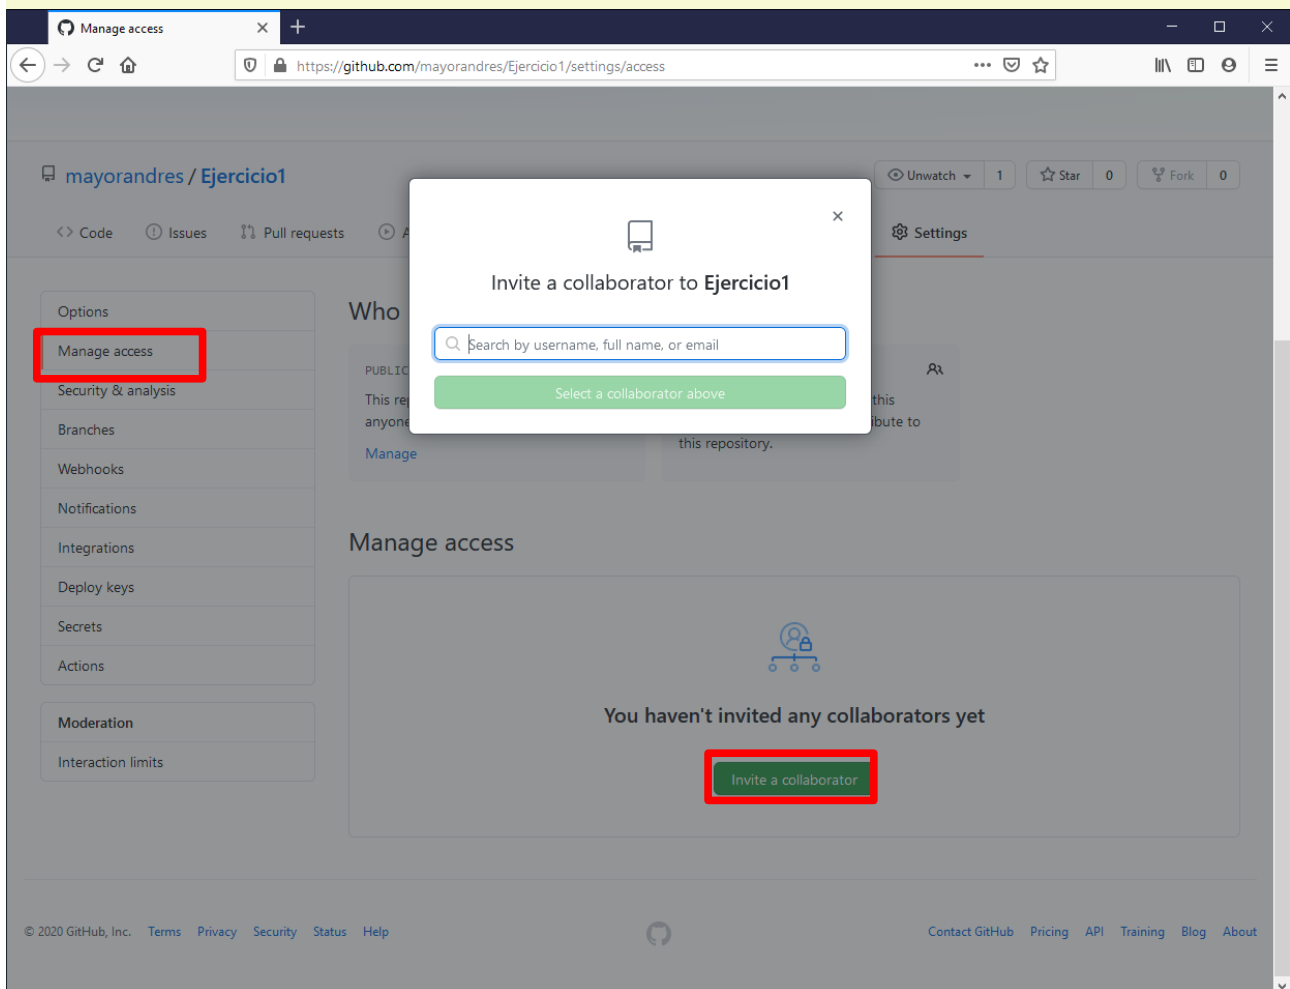 Manage access
https://github.com/mayorandres/Ejercicio1/settings/access
mayorandres / Ejercicio1
Unwatch 1 Star 0 Fork 0
Code Issues Pull requests A Settings
Invite a collaborator to Ejercicio1
Search by username, full name, or email
Select a collaborator above
Options
Manage access
Security & analysis
Branches
Webhooks
Notifications
Integrations
Deploy keys
Secrets
Actions
Moderation
Interaction limits
Who
PUBLIC
This
anyone
Manage
this
to
this repository.
Manage access
You haven't invited any collaborators yet
Invite a collaborator
© 2020 GitHub, Inc. Terms Privacy Security Status Help
Contact GitHub Pricing API Training Blog About